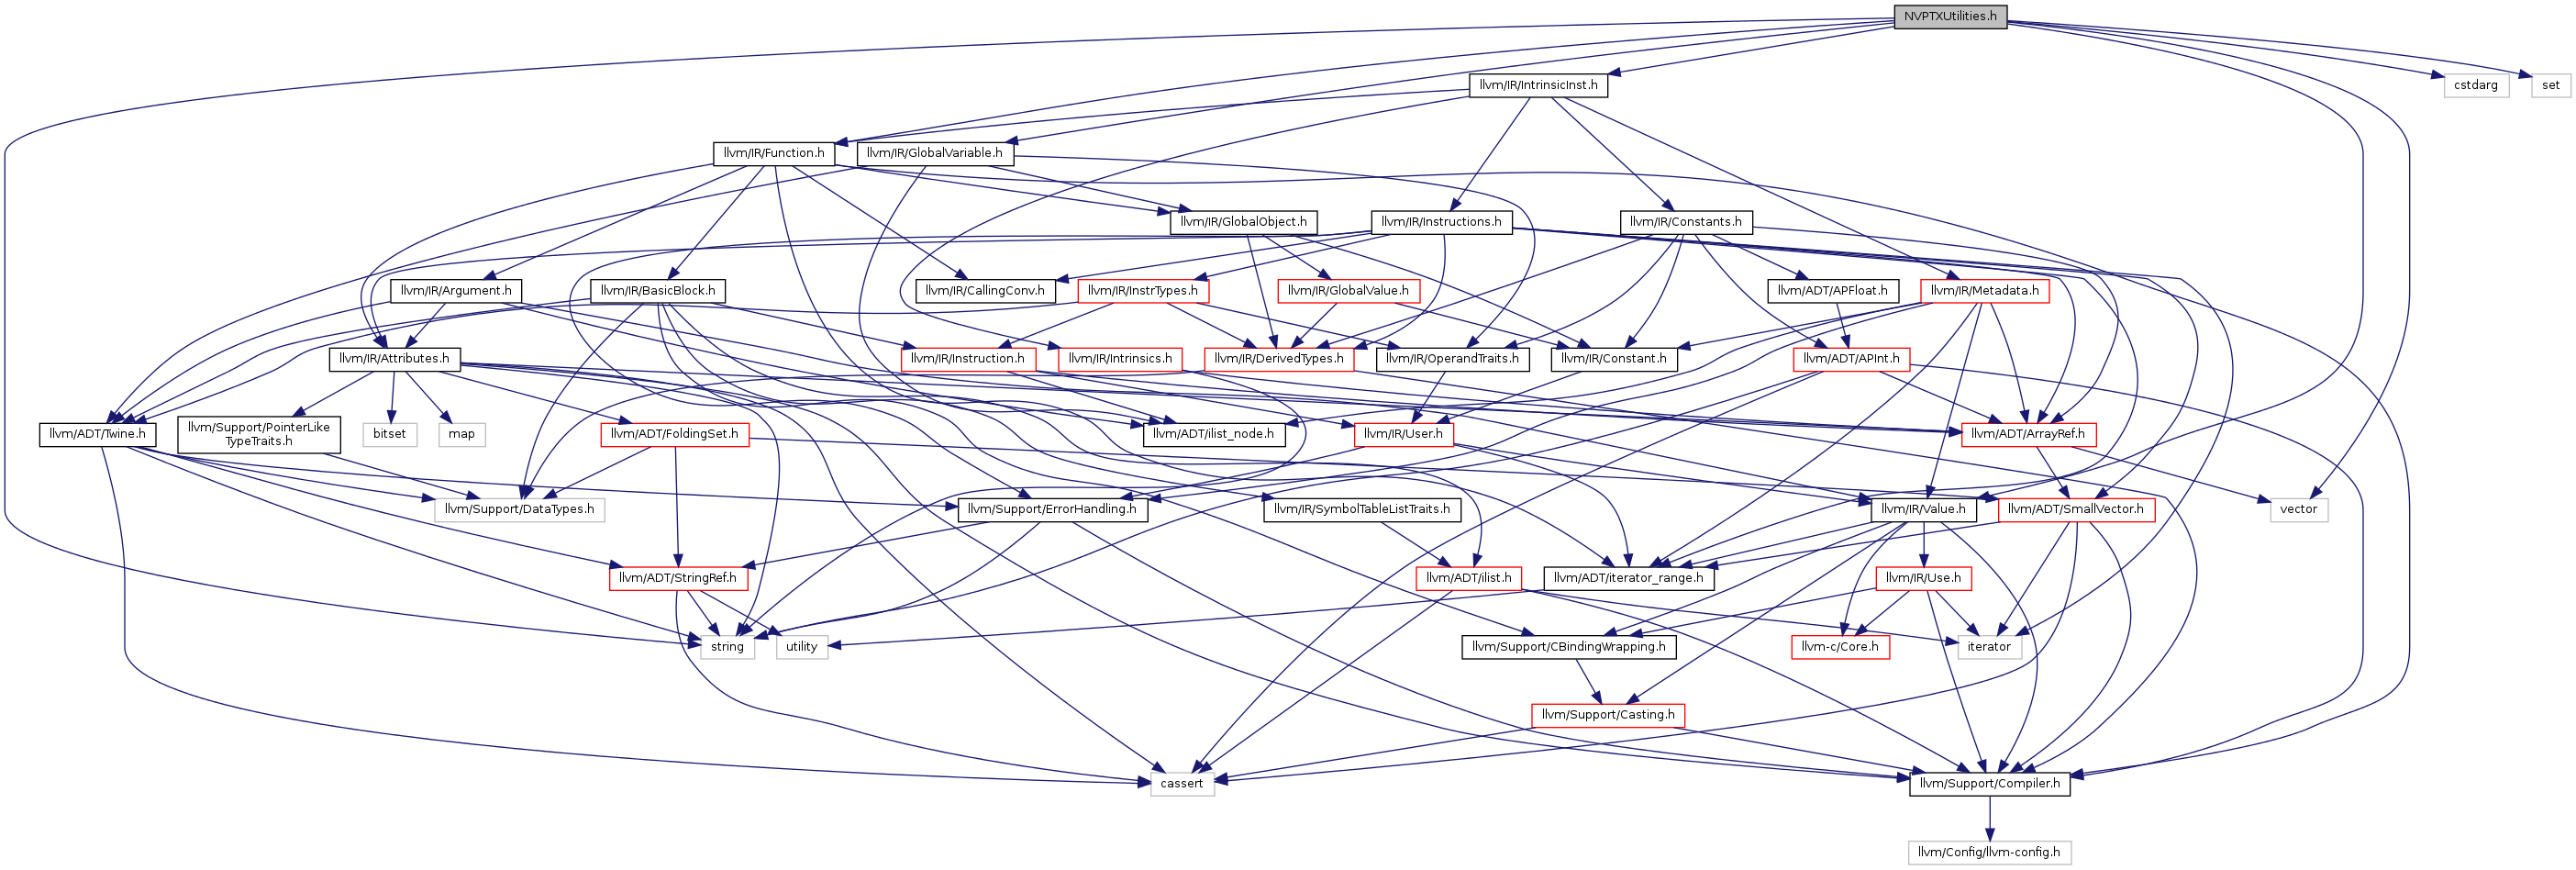 NVPTXUtilities.h
llvm/IR/IntrinsicInst.h
cstdarg
set
llvm/IR/Function.h
llvm/IR/GlobalVariable.h
llvm/IR/GlobalObject.h
llvm/IR/Instructions.h
llvm/IR/Constants.h
llvm/IR/Argument.h
llvm/IR/BasicBlock.h
llvm/IR/CallingConv.h
llvm/IR/InstrTypes.h
llvm/IR/GlobalValue.h
llvm/ADT/APFloat.h
llvm/IR/Metadata.h
llvm/IR/Attributes.h
llvm/IR/Instruction.h
llvm/IR/Intrinsics.h
llvm/IR/DerivedTypes.h
llvm/IR/OperandTraits.h
llvm/IR/Constant.h
llvm/ADT/APInt.h
llvm/ADT/Twine.h
llvm/Support/PointerLike
TypeTraits.h
bitset
map
llvm/ADT/FoldingSet.h
llvm/ADT/ilist_node.h
llvm/IR/User.h
llvm/ADT/ArrayRef.h
llvm/Support/DataTypes.h
llvm/Support/ErrorHandling.h
llvm/IR/SymbolTableListTraits.h
llvm/IR/Value.h
llvm/ADT/SmallVector.h
vector
llvm/ADT/StringRef.h
llvm/ADT/ilist.h
llvm/ADT/iterator_range.h
llvm/IR/Use.h
string
utility
llvm/Support/CBindingWrapping.h
llvm-c/Core.h
iterator
llvm/Support/Casting.h
cassert
llvm/Support/Compiler.h
llvm/Config/llvm-config.h